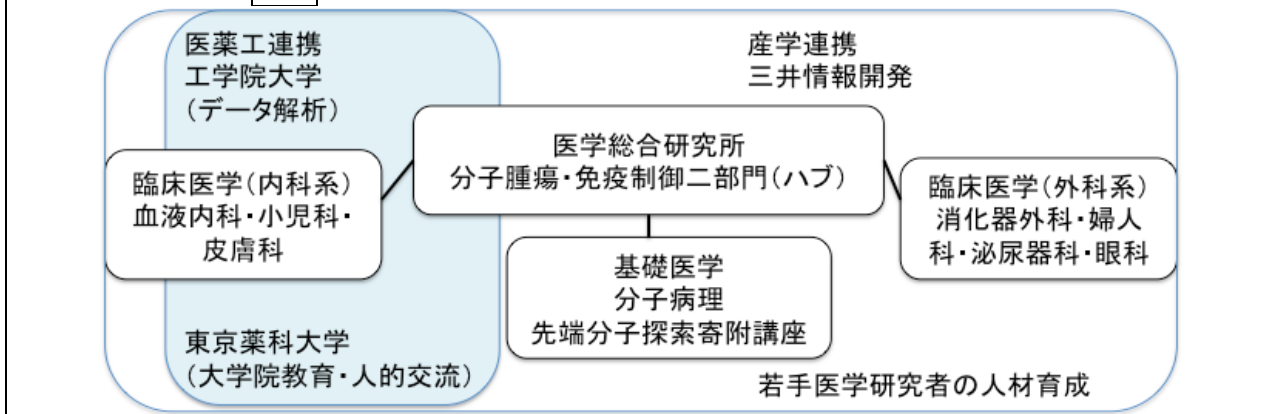 医薬工連携
工学院大学
（データ解析）
産学連携
三井情報開発
医学総合研究所
分子腫瘍・免疫制御二部門（ハブ）
臨床医学（内科系）
血液内科・小児科・
皮膚科
臨床医学（外科系）
消化器外科・婦人
科・泌尿器科・眼科
基礎医学
分子病理
先端分子探索寄附講座
東京薬科大学
（大学院教育・人的交流）
若手医学研究者の人材育成